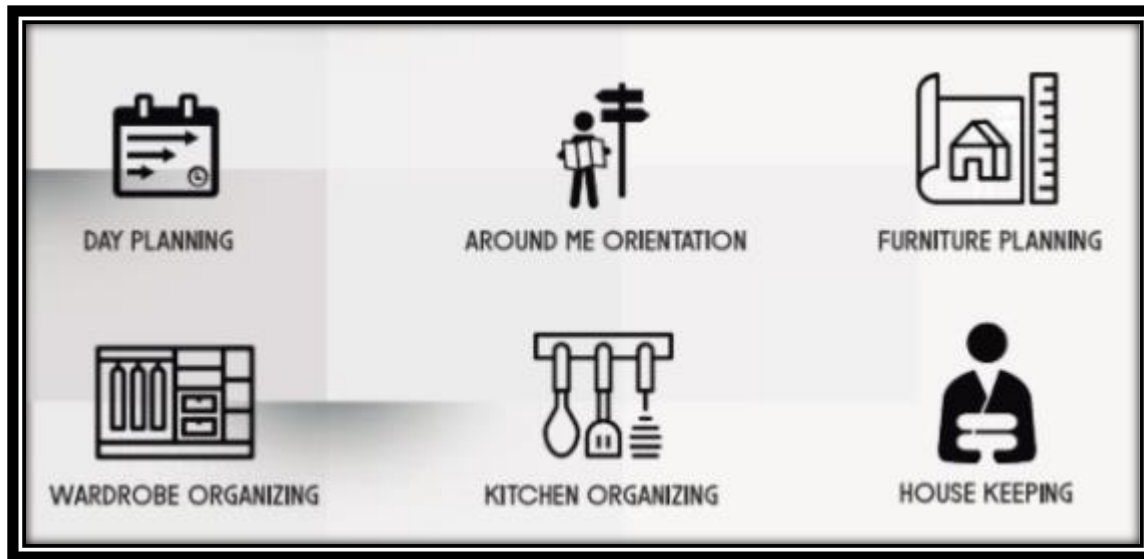 DAY PLANNING
AROUND ME ORIENTATION
FURNITURE PLANNING
WARDROBE ORGANIZING
KITCHEN ORGANIZING
HOUSE KEEPING